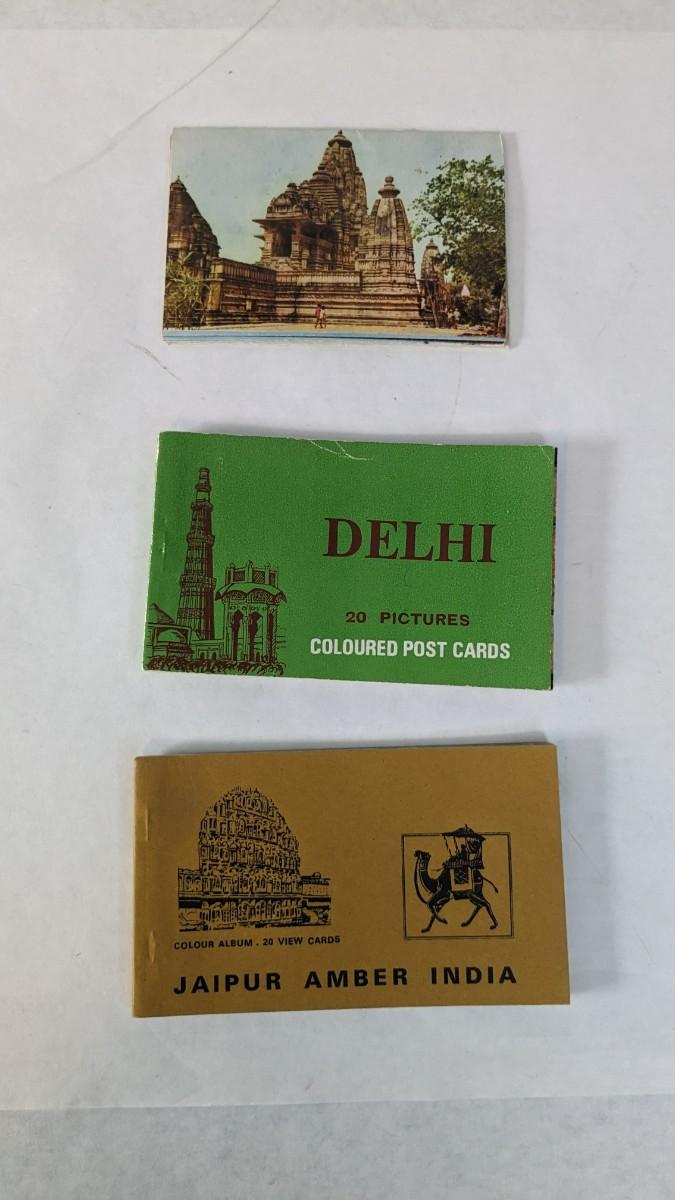 DELHI
20 PICTURES
COLOURED POST CARDS
COLOUR ALBUM . 20 VIEW CARDS
JAIPUR AMBER INDIA